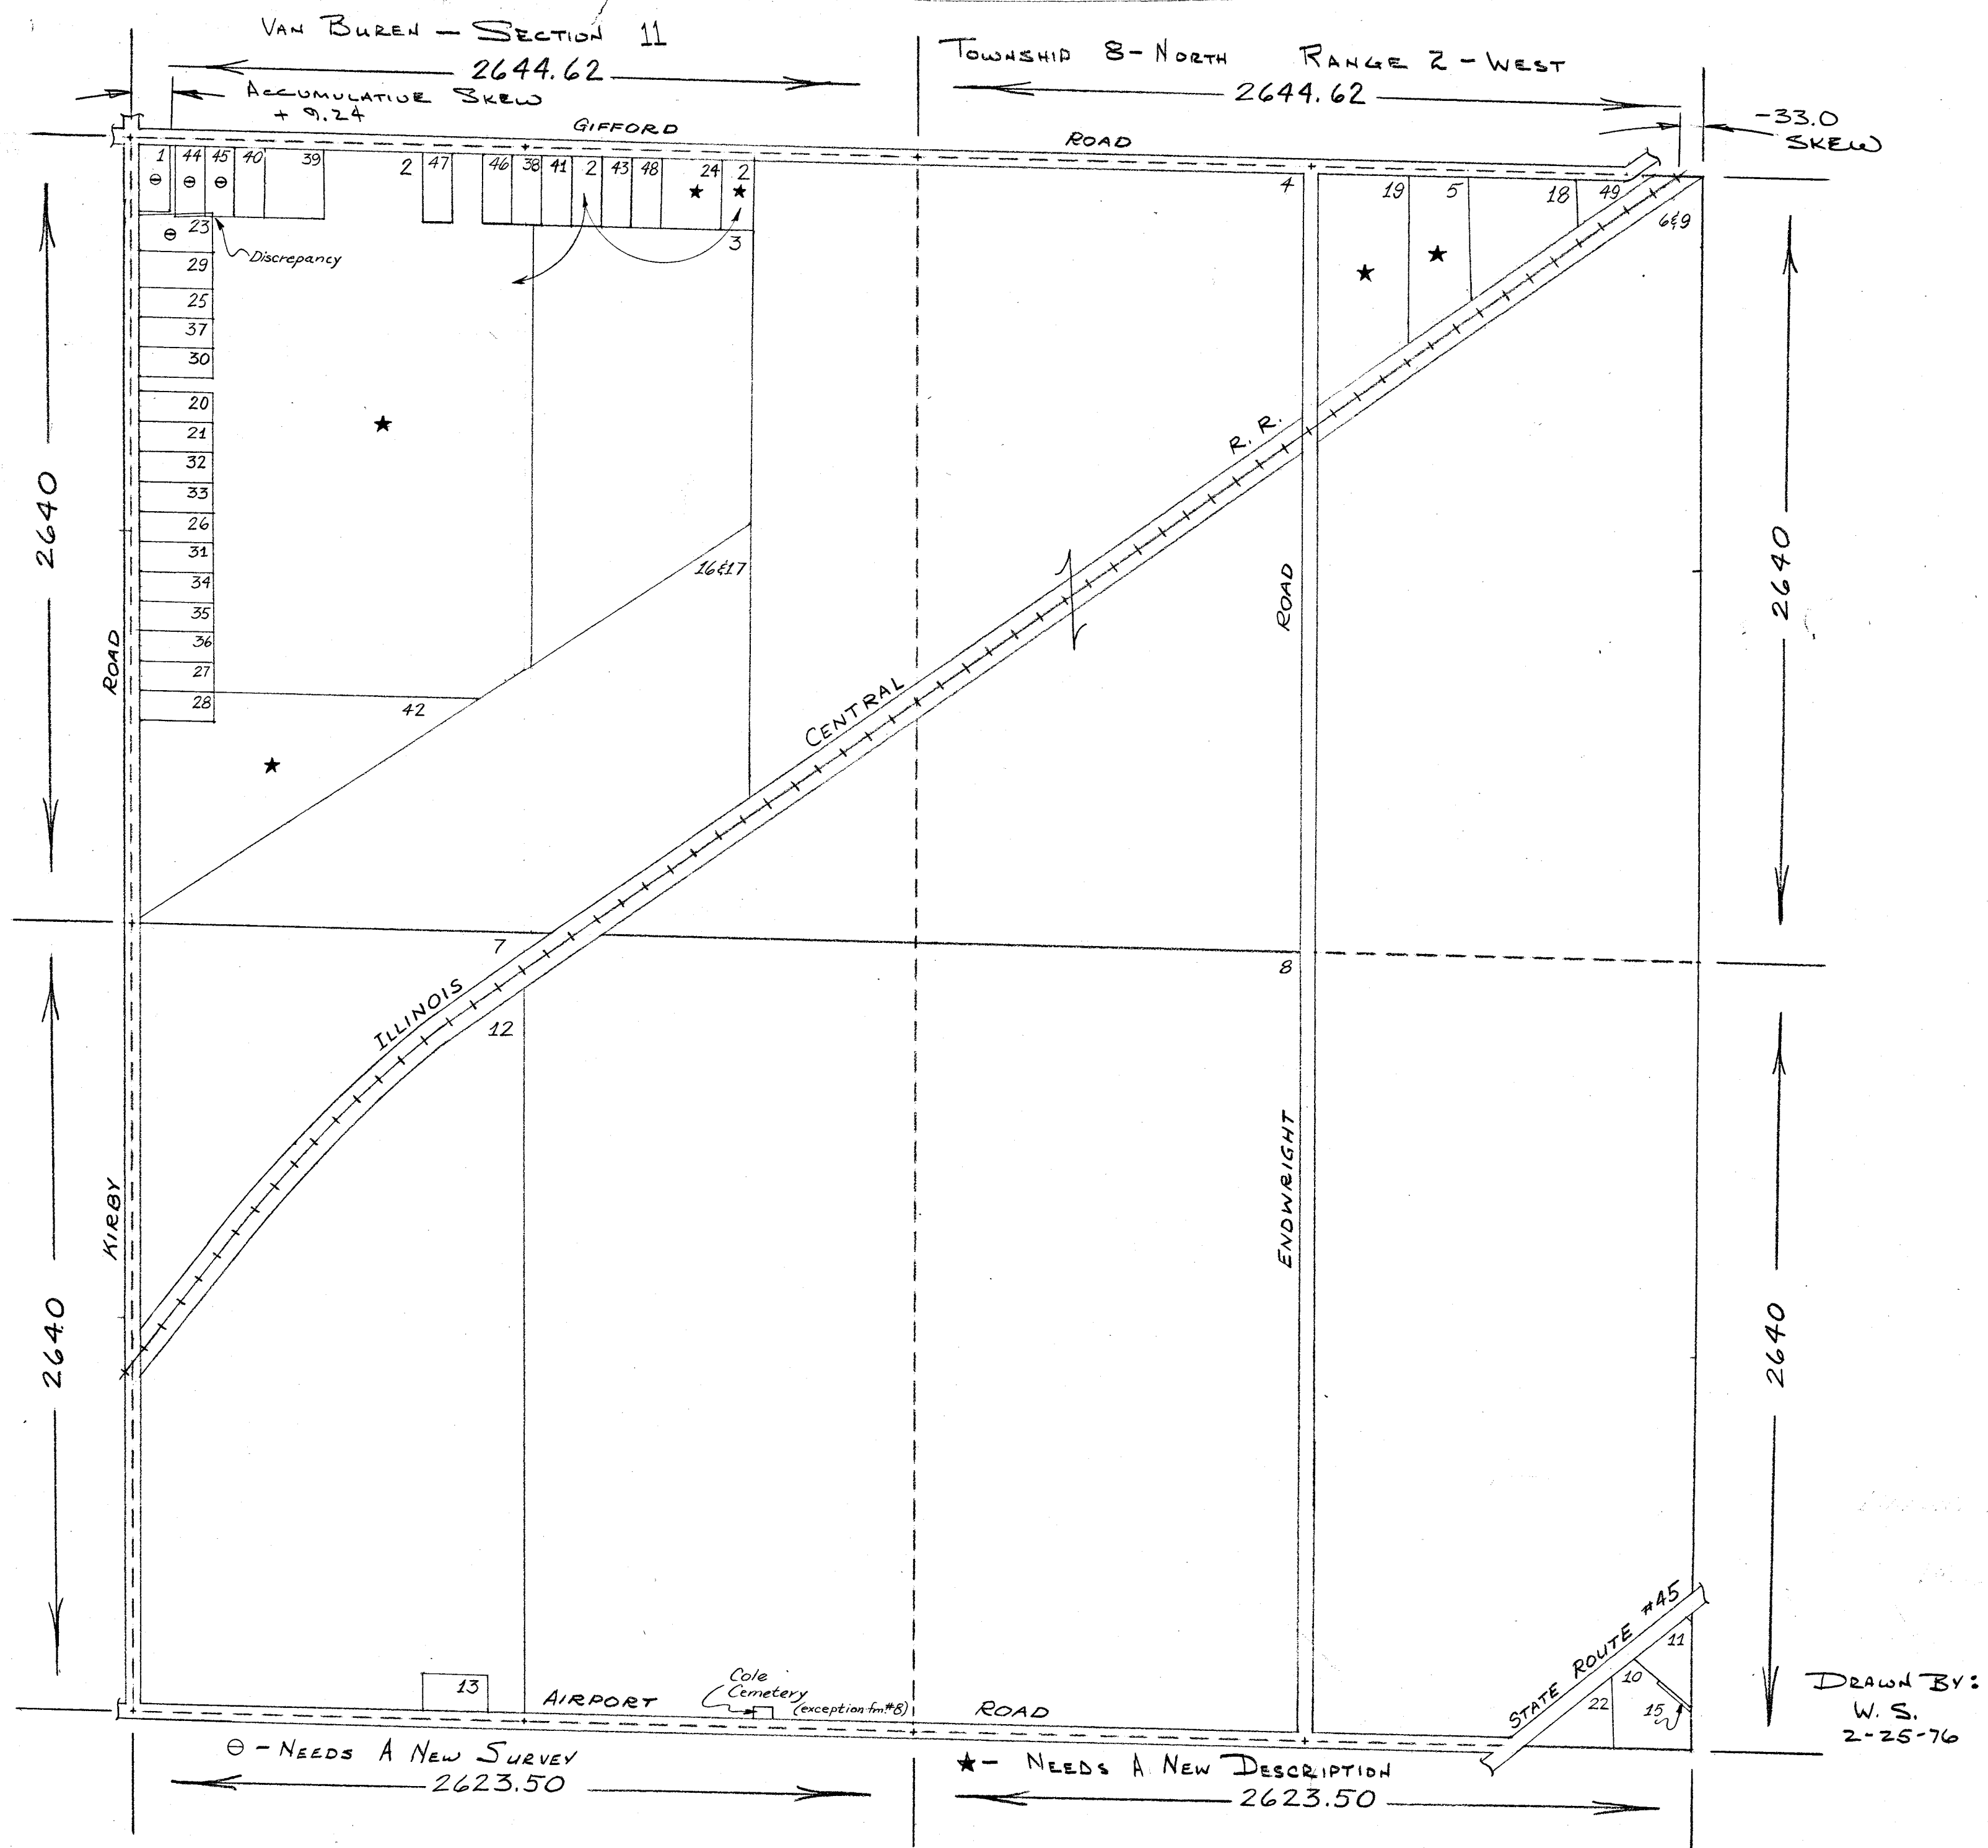 VAN BUREN — SECTION 11
TOWNSHIP 8-NORTH RANGE 2-WEST
2644.62
2644.62
ACCUMULATIVE SKEW
+ 9.24
-33.0
SKEW
GIFFORD ROAD
1 44 45 40 39 2 47 46 38 41 2 43 48 24 2
4 19 5 18 49
6&9
23
3
Discrepancy
29
25
37
30
20
21
32
33
26
31
34
35
36
27
28
42
16&17
2640
2640
ROAD
KIRBY
ILLINOIS CENTRAL R. R.
ROAD
ENDWRIGHT
7
8
12
2640
2640
13
AIRPORT ROAD
Cole
Cemetery
(exception fm #8)
STATE ROUTE #45
11
10
22
15
DRAWN BY:
W. S.
2-25-76
⊖ - NEEDS A NEW SURVEY
★ - NEEDS A NEW DESCRIPTION
2623.50
2623.50